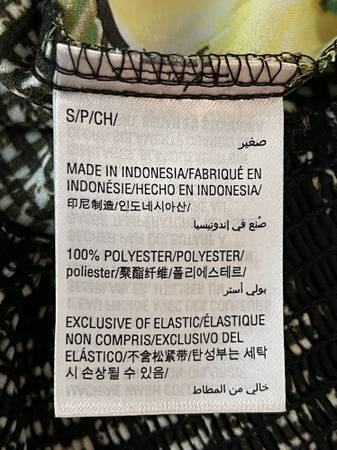 S/P/CH/
صغير
MADE IN INDONESIA/FABRIQUÉ EN
INDONÉSIE/HECHO EN INDONESIA/
印尼制造/인도네시아산/
صُنع في إندونيسيا
100% POLYESTER/POLYESTER/
poliester/聚酯纤维/폴리에스테르/
بولي أستر
EXCLUSIVE OF ELASTIC/ÉLASTIQUE
NON COMPRIS/EXCLUSIVO DEL
ELÁSTICO/不含松紧带/탄성부는 세탁
시 손상될 수 있음/
خالي من المطاط